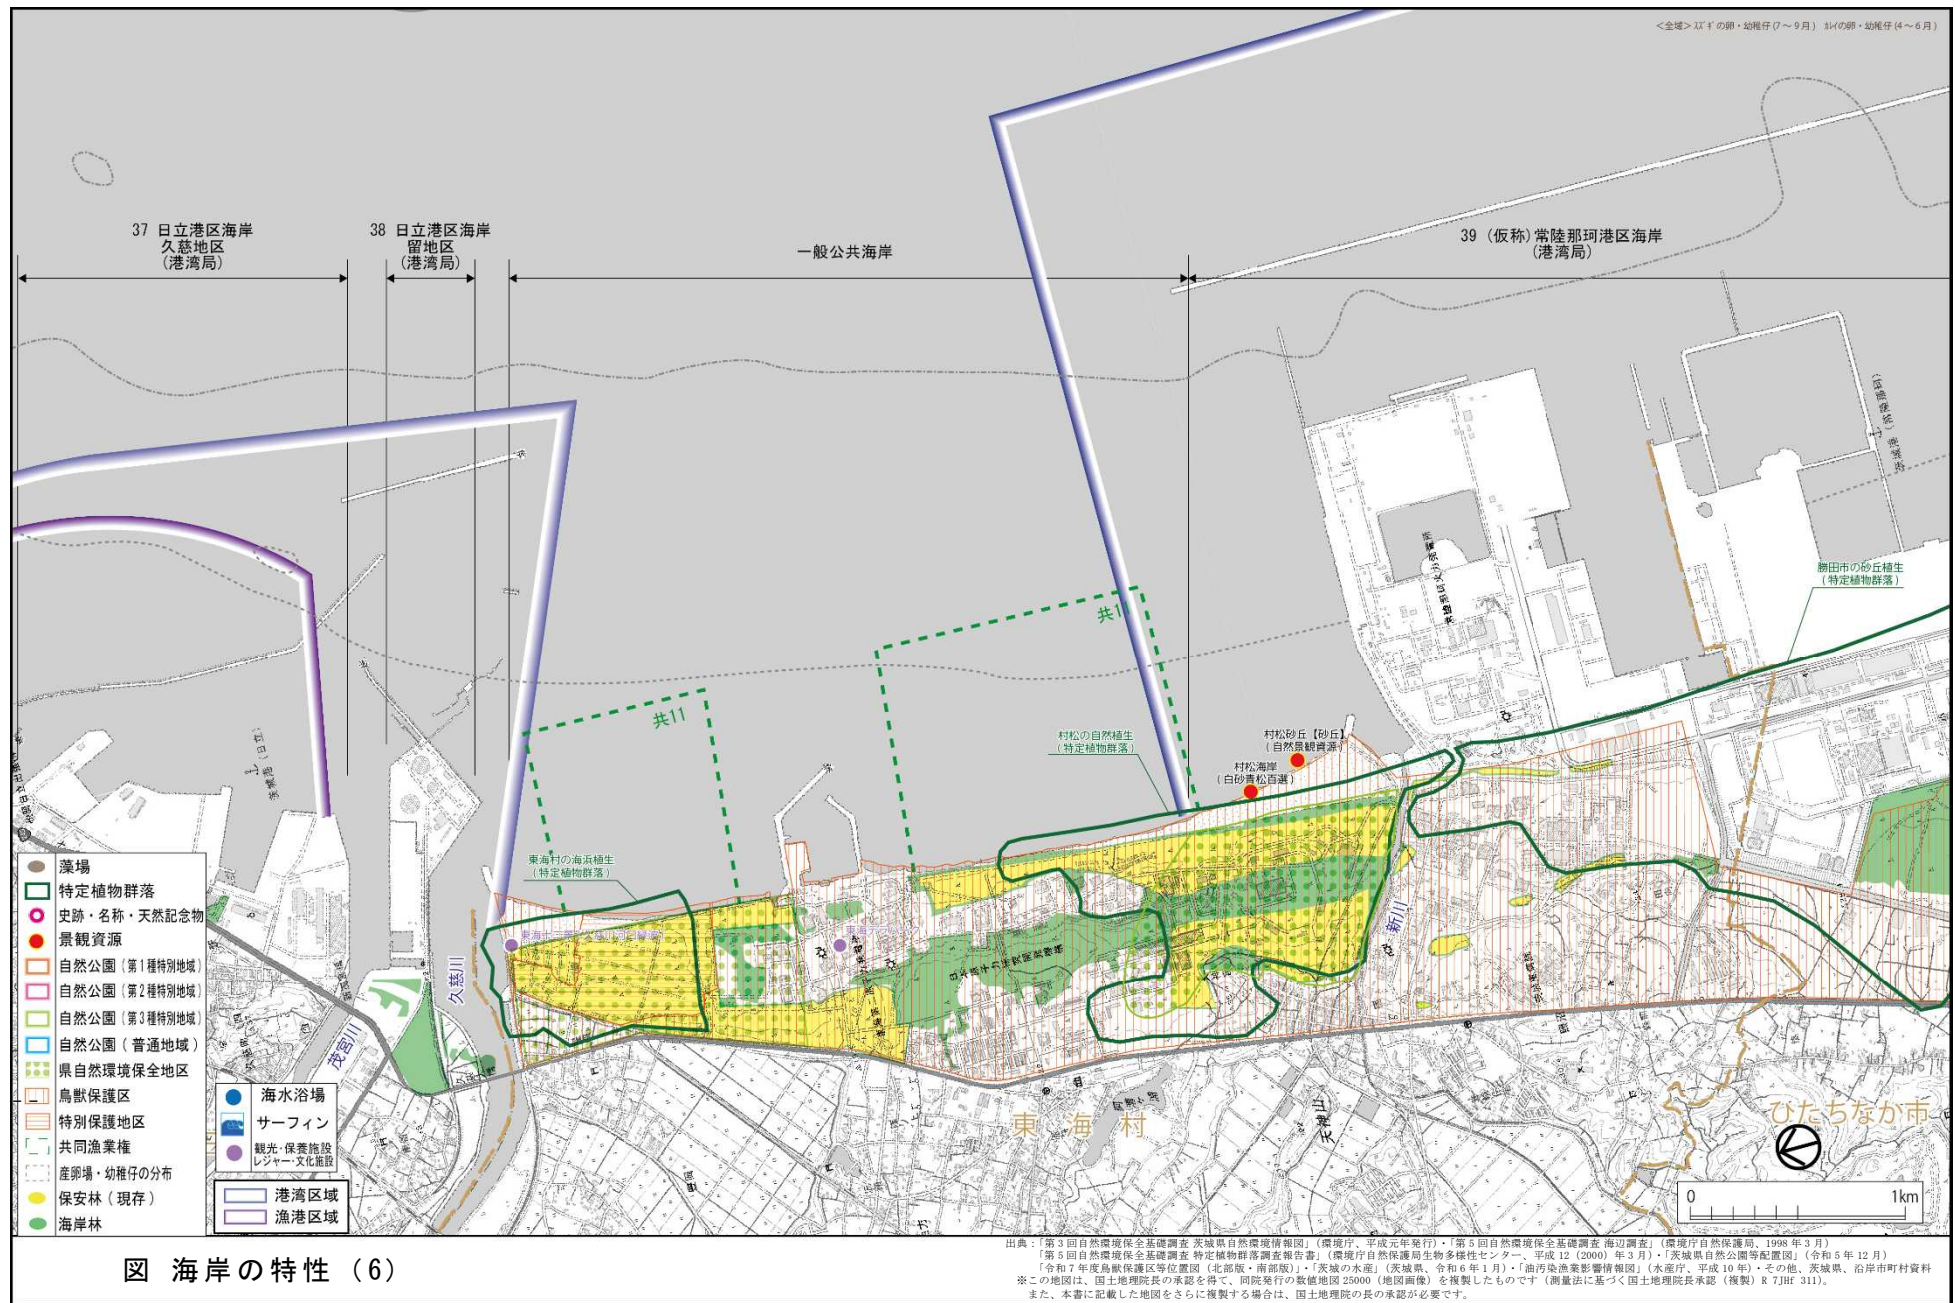 <全域> スズキの卵・幼稚仔(7～9月) カレイの卵・幼稚仔(4～6月)
37 日立港区海岸
久慈地区
(港湾局)
38 日立港区海岸
留地区
(港湾局)
一般公共海岸
39 (仮称)常陸那珂港区海岸
(港湾局)
勝田市の砂丘植生
(特定植物群落)
共11
共11
村松の自然植生
(特定植物群落)
村松砂丘【砂丘】
(自然景観資源)
村松海岸
(白砂青松百選)
東海村の海浜植生
(特定植物群落)
茨城港(日立)
日本原子力研究開発機構
久慈川
茂宮川
新川
阿漕ヶ浦
天神山
東海村
ひたちなか市
藻場
特定植物群落
史跡・名称・天然記念物
景観資源
自然公園(第1種特別地域)
自然公園(第2種特別地域)
自然公園(第3種特別地域)
自然公園(普通地域)
県自然環境保全地区
鳥獣保護区
特別保護地区
共同漁業権
産卵場・幼稚仔の分布
保安林(現存)
海岸林
海水浴場
サーフィン
観光・保養施設
レジャー・文化施設
港湾区域
漁港区域
0 1km
図 海岸の特性(6)
出典:「第3回自然環境保全基礎調査 茨城県自然環境情報図」(環境庁、平成元年発行)・「第5回自然環境保全基礎調査 海辺調査」(環境庁自然保護局、1998年3月)
「第5回自然環境保全基礎調査 特定植物群落調査報告書」(環境庁自然保護局生物多様性センター、平成12(2000)年3月)・「茨城県自然公園等配置図」(令和5年12月)
「令和7年度鳥獣保護区等位置図(北部版・南部版)」・「茨城の水産」(茨城県、令和6年1月)・「油汚染漁業影響情報図」(水産庁、平成10年)・その他、茨城県、沿岸市町村資料
※この地図は、国土地理院長の承認を得て、同院発行の数値地図25000(地図画像)を複製したものです(測量法に基づく国土地理院長承認(複製)R 7JHf 311)。
また、本書に記載した地図をさらに複製する場合は、国土地理院の長の承認が必要です。